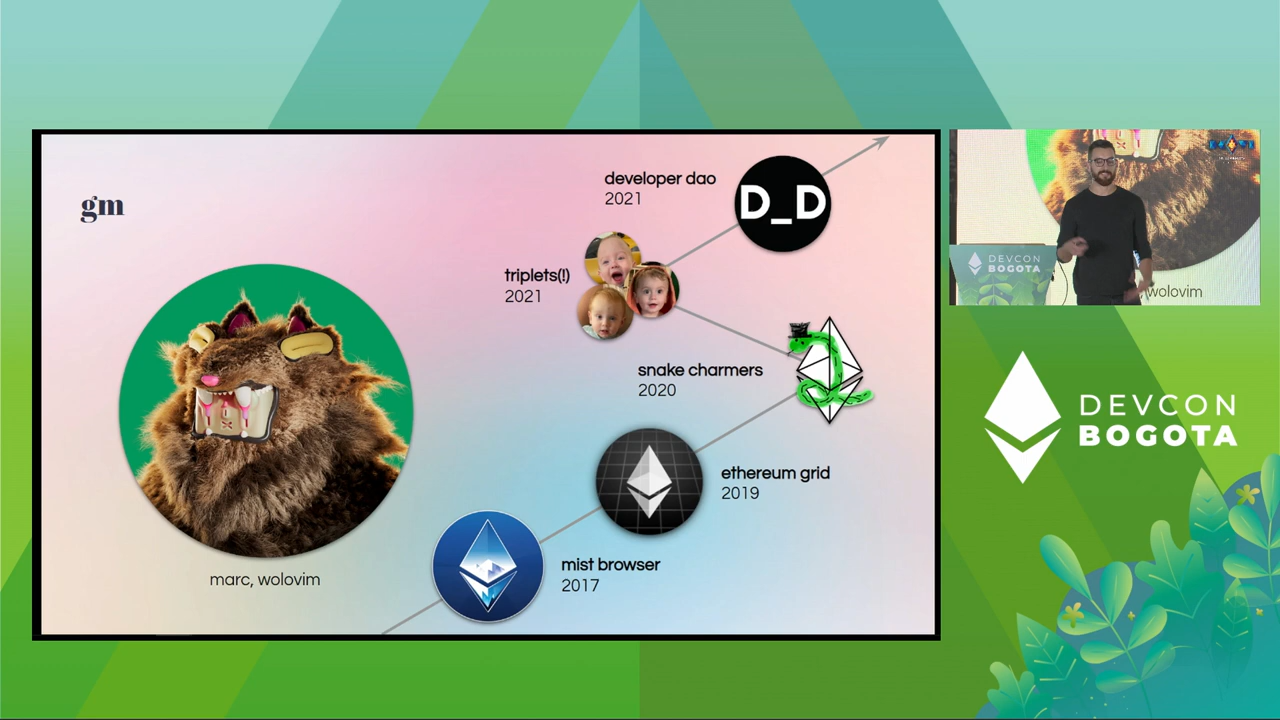 gm
marc, wolovim
developer dao
2021
D_D
triplets(!)
2021
snake charmers
2020
ethereum grid
2019
mist browser
2017
DEVCON
BOGOTA
wolovim
DEVCON
BOGOTA